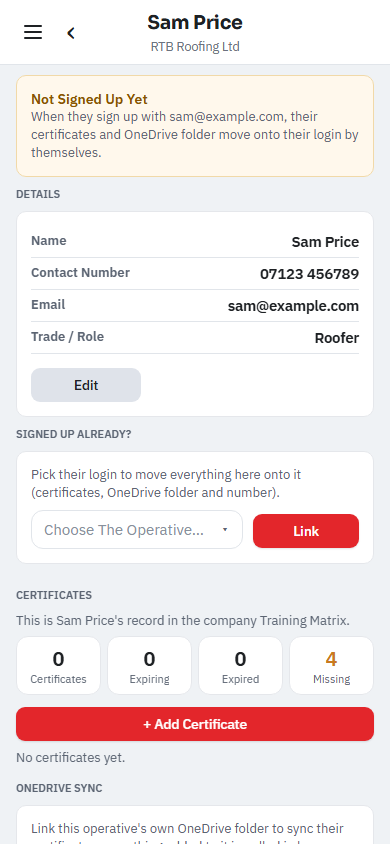 Sam Price
RTB Roofing Ltd
Not Signed Up Yet
When they sign up with sam@example.com, their
certificates and OneDrive folder move onto their login by
themselves.
DETAILS
Name Sam Price
Contact Number 07123 456789
Email sam@example.com
Trade / Role Roofer
Edit
SIGNED UP ALREADY?
Pick their login to move everything here onto it
(certificates, OneDrive folder and number).
Choose The Operative...
Link
CERTIFICATES
This is Sam Price's record in the company Training Matrix.
0 0 0 4
Certificates Expiring Expired Missing
+ Add Certificate
No certificates yet.
ONEDRIVE SYNC
Link this operative's own OneDrive folder to sync their